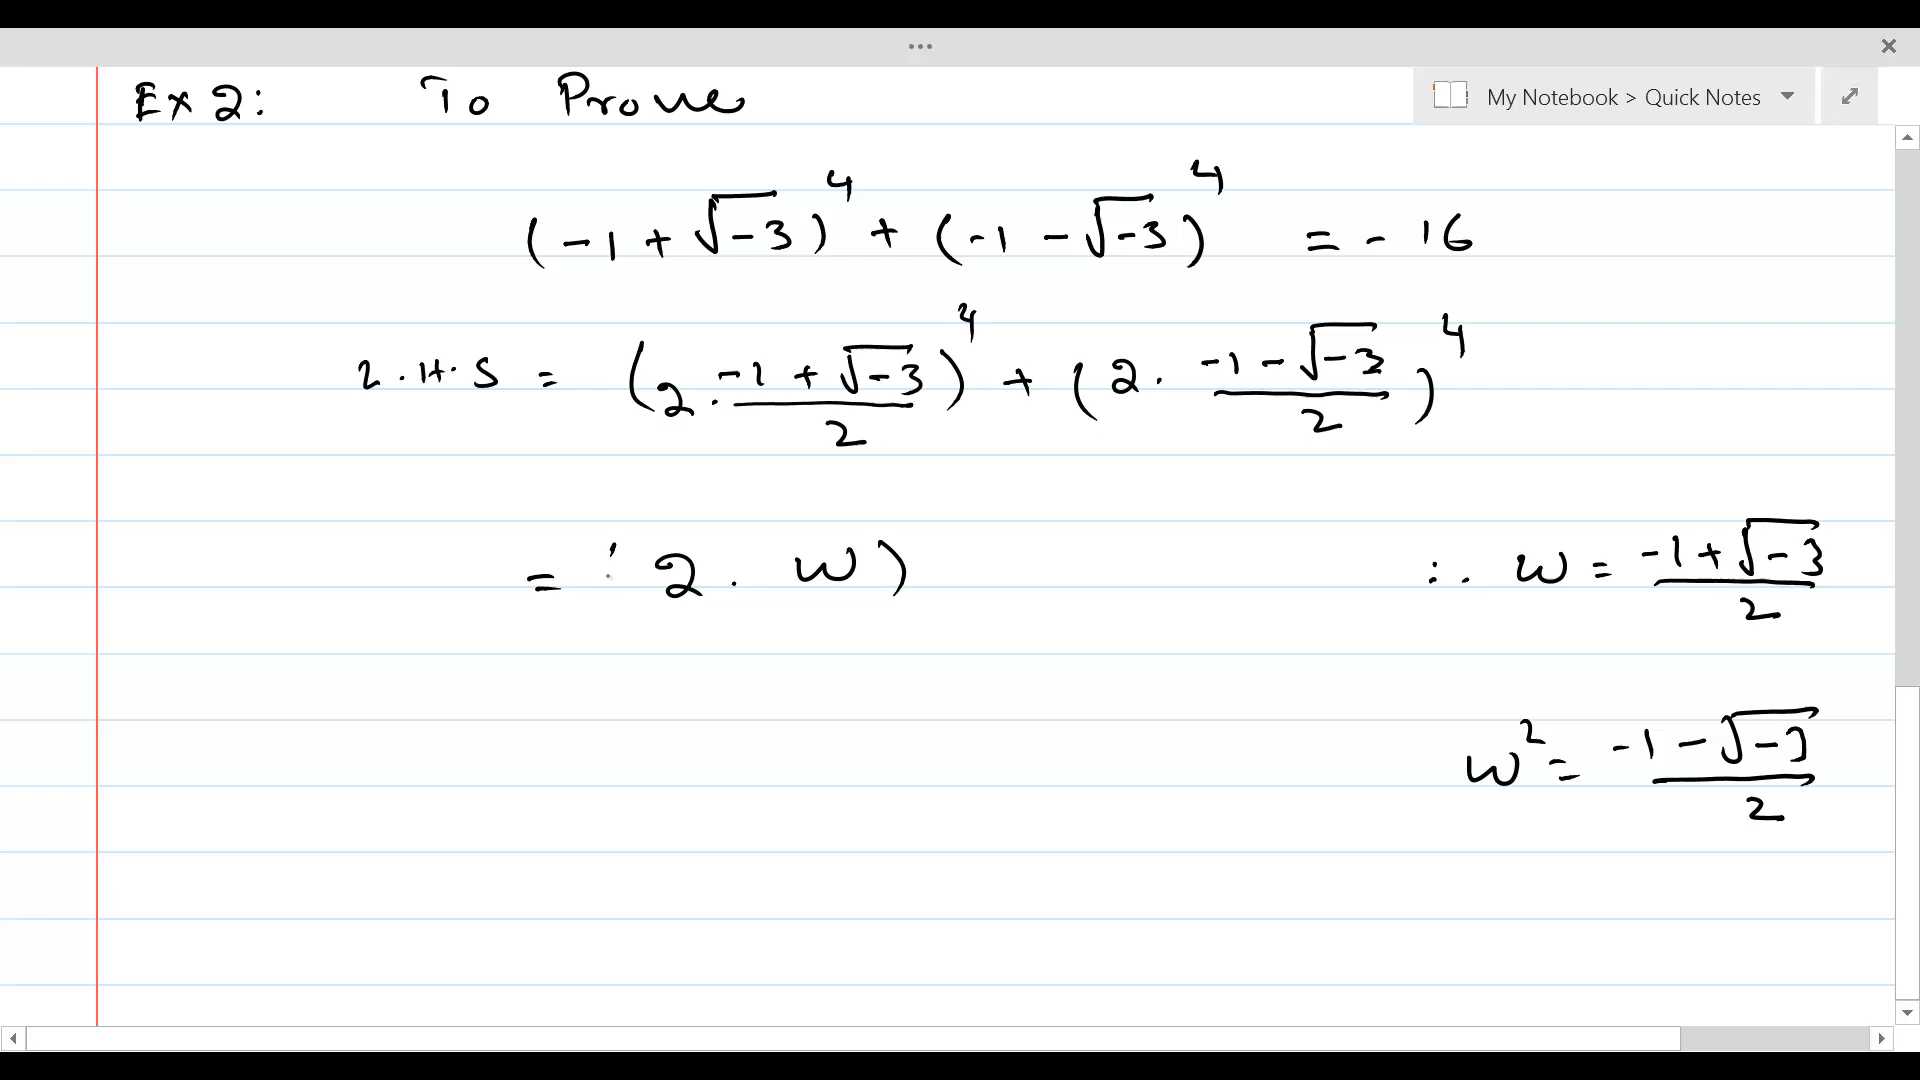 ...
Ex 2: To Prove
My Notebook > Quick Notes
(-1 + √-3)⁴ + (-1 - √-3)⁴ = - 16
L.H.S = (2 . (-1 + √-3)/2)⁴ + (2 . (-1 - √-3)/2)⁴
= ( 2 . ω)
∴ ω = (-1 + √-3)/2
ω² = (-1 - √-3)/2